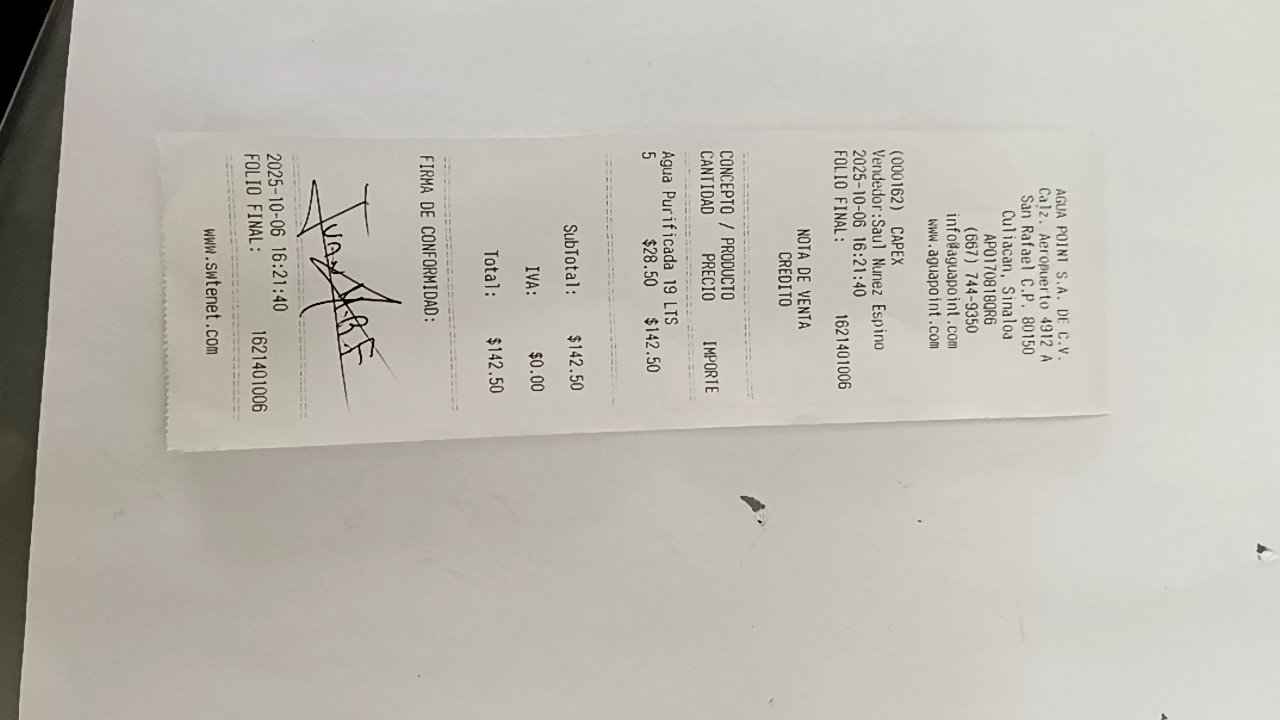 AGUA POINT S.A. DE C.V.
Calz. Aeropuerto 4912 A
San Rafael C.P. 80150
Culiacan, Sinaloa
APO170818QR6
(667) 744-9350
info@aguapoint.com
www.aguapoint.com
(000162) CAPEX
Vendedor:Saul Nunez Espino
2025-10-06 16:21:40
FOLIO FINAL: 1621401006
NOTA DE VENTA
CREDITO
CONCEPTO / PRODUCTO
CANTIDAD PRECIO IMPORTE
Agua Purificada 19 LTS
5 $28.50 $142.50
SubTotal: $142.50
IVA: $0.00
Total: $142.50
FIRMA DE CONFORMIDAD:
2025-10-06 16:21:40
FOLIO FINAL: 1621401006
www.swtenet.com